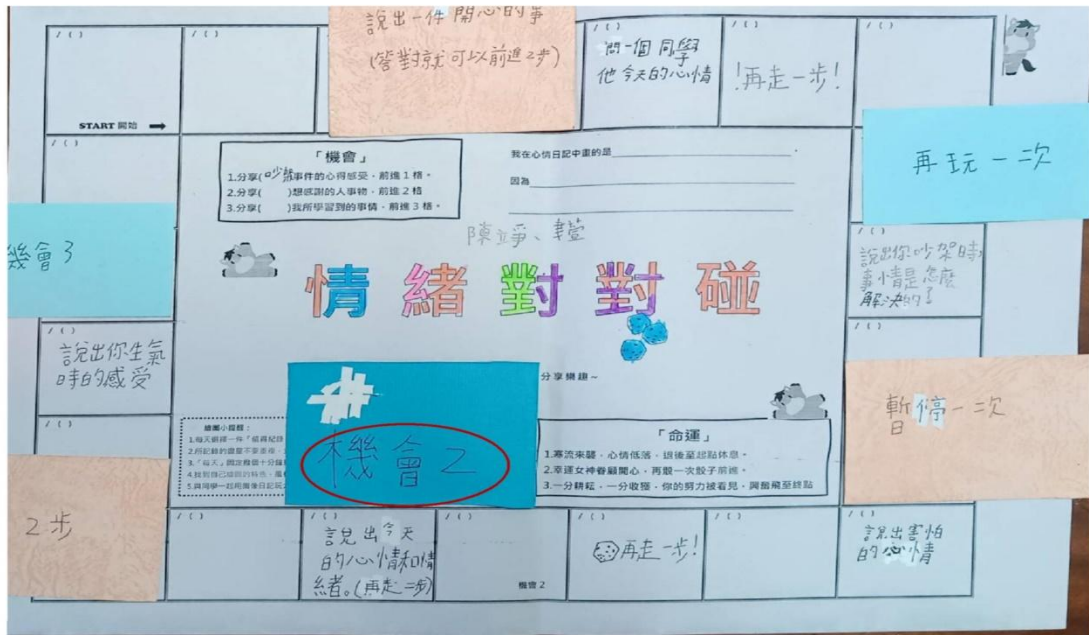 說出一件開心的事
(答對就可以前進2步)
/ ( )
/ ( )
/ ( )
問一個同學
他今天的心情
/ ( )
!再走一步!
/ ( )
START 開始
/ ( )
「機會」
1.分享(吵架事件的心得感受,前進1格。
2.分享( )想感謝的人事物,前進2格
3.分享( )我所學習到的事情,前進3格。
我在心情日記中畫的是
因為
再玩一次
機會3
/ ( )
說出你吵架時
事情是怎麼
解決的?
情緒對對碰
/ ( )
說出你生氣
時的感受
/ ( )
分享樂趣~
機會2
暫停一次
/ ( )
繪圖小提醒:
「命運」
1.寒流來襲,心情低落,退後至起點休息。
2.幸運女神眷顧開心,再骰一次骰子前進。
3.一分耕耘,一分收穫,你的努力被看見,興奮飛至終點
2步
/ ( )
/ ( )
說出今天
的心情和情
緒。(再走二步)
機會2
/ ( )
再走一步!
/ ( )
/ ( )
說出害怕
的心情